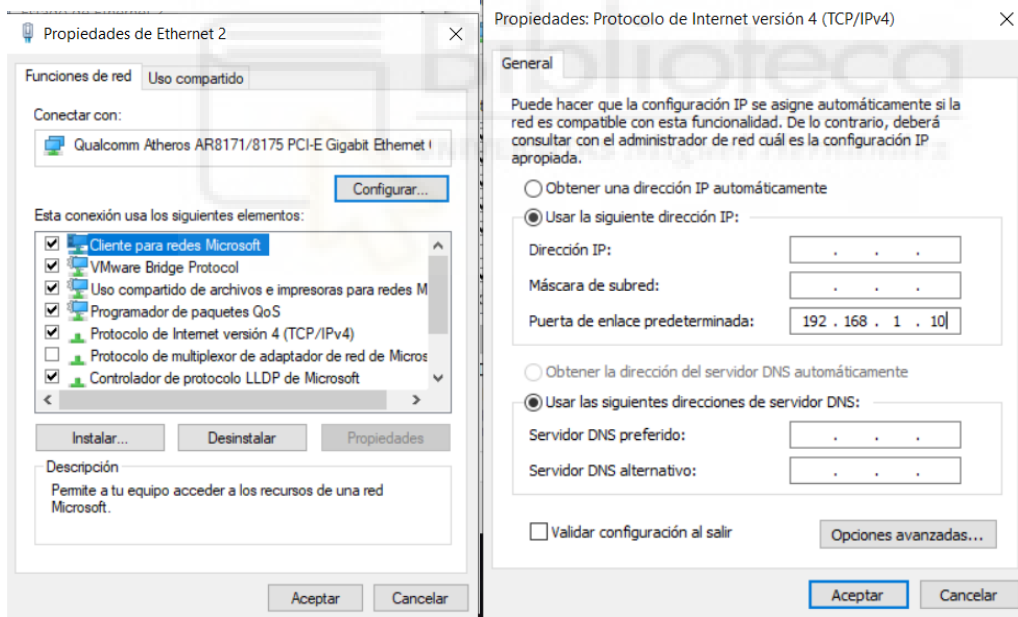 Propiedades de Ethernet 2
Funciones de red
Uso compartido
Conectar con:
Qualcomm Atheros AR8171/8175 PCI-E Gigabit Ethernet (
Configurar...
Esta conexión usa los siguientes elementos:
Cliente para redes Microsoft
VMware Bridge Protocol
Uso compartido de archivos e impresoras para redes M
Programador de paquetes QoS
Protocolo de Internet versión 4 (TCP/IPv4)
Protocolo de multiplexor de adaptador de red de Micros
Controlador de protocolo LLDP de Microsoft
Instalar...
Desinstalar
Propiedades
Descripción
Permite a tu equipo acceder a los recursos de una red
Microsoft.
Aceptar
Cancelar
Propiedades: Protocolo de Internet versión 4 (TCP/IPv4)
General
Puede hacer que la configuración IP se asigne automáticamente si la
red es compatible con esta funcionalidad. De lo contrario, deberá
consultar con el administrador de red cuál es la configuración IP
apropiada.
Obtener una dirección IP automáticamente
Usar la siguiente dirección IP:
Dirección IP:
. . .
Máscara de subred:
. . .
Puerta de enlace predeterminada:
192 . 168 . 1 . 10
Obtener la dirección del servidor DNS automáticamente
Usar las siguientes direcciones de servidor DNS:
Servidor DNS preferido:
. . .
Servidor DNS alternativo:
. . .
Validar configuración al salir
Opciones avanzadas...
Aceptar
Cancelar
Biblioteca